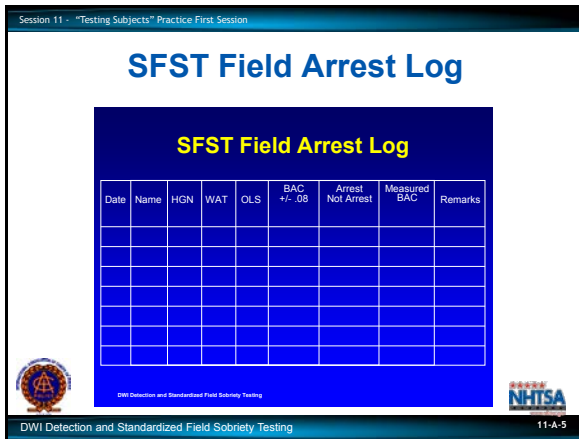 Session 11 - "Testing Subjects" Practice First Session
SFST Field Arrest Log
SFST Field Arrest Log
Date Name HGN WAT OLS BAC +/- .08 Arrest Not Arrest Measured BAC Remarks
DWI Detection and Standardized Field Sobriety Testing
NHTSA
DWI Detection and Standardized Field Sobriety Testing
11-A-5